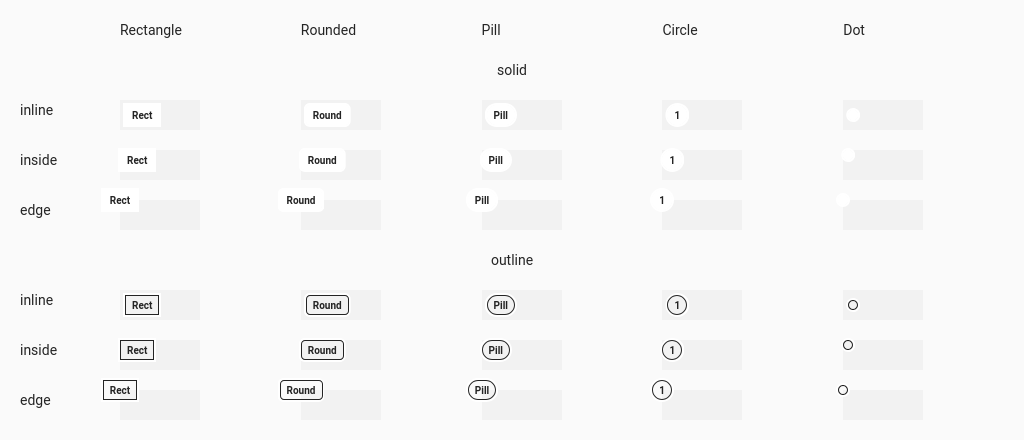 Rectangle Rounded Pill Circle Dot
solid
inline Rect Round Pill 1
inside Rect Round Pill 1
edge Rect Round Pill 1
outline
inline Rect Round Pill 1
inside Rect Round Pill 1
edge Rect Round Pill 1